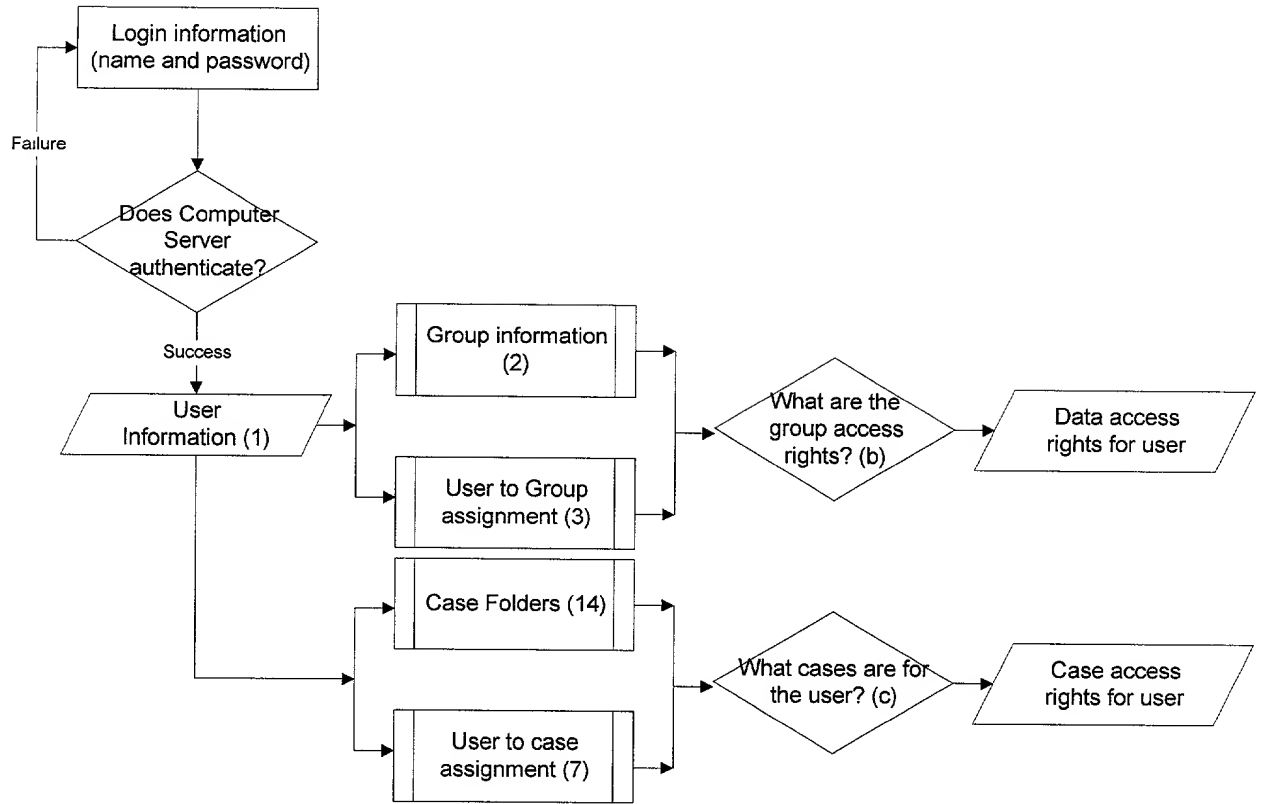 Login information
(name and password)
Failure
Does Computer
Server
authenticate?
Success
User
Information (1)
Group information
(2)
User to Group
assignment (3)
What are the
group access
rights? (b)
Data access
rights for user
Case Folders (14)
User to case
assignment (7)
What cases are for
the user? (c)
Case access
rights for user